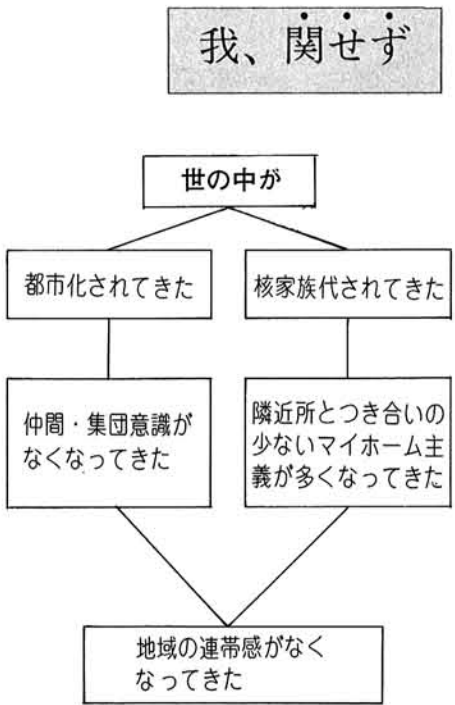 我、関せず
世の中が
都市化されてきた
核家族代されてきた
仲間・集団意識が
なくなってきた
隣近所とつき合いの
少ないマイホーム主
義が多くなってきた
地域の連帯感がなく
なってきた